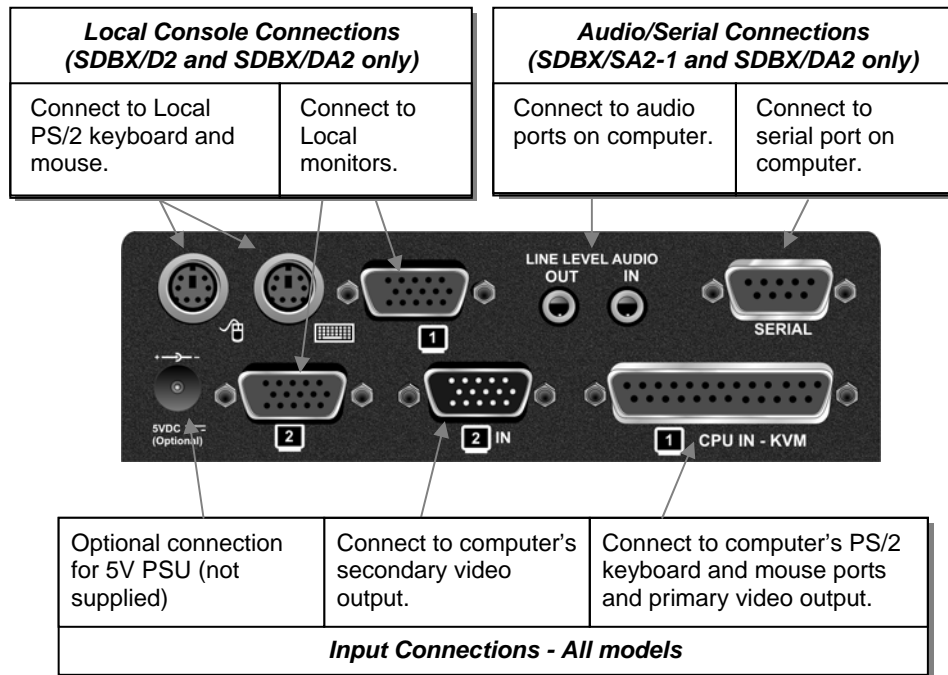 Local Console Connections
(SDBX/D2 and SDBX/DA2 only)
Connect to Local
PS/2 keyboard and
mouse.
Connect to
Local
monitors.
Audio/Serial Connections
(SDBX/SA2-1 and SDBX/DA2 only)
Connect to audio
ports on computer.
Connect to
serial port on
computer.
LINE LEVEL AUDIO
OUT
IN
1
SERIAL
5VDC
(Optional)
2
2 IN
1 CPU IN - KVM
Optional connection
for 5V PSU (not
supplied)
Connect to computer's
secondary video
output.
Connect to computer's PS/2
keyboard and mouse ports
and primary video output.
Input Connections - All models